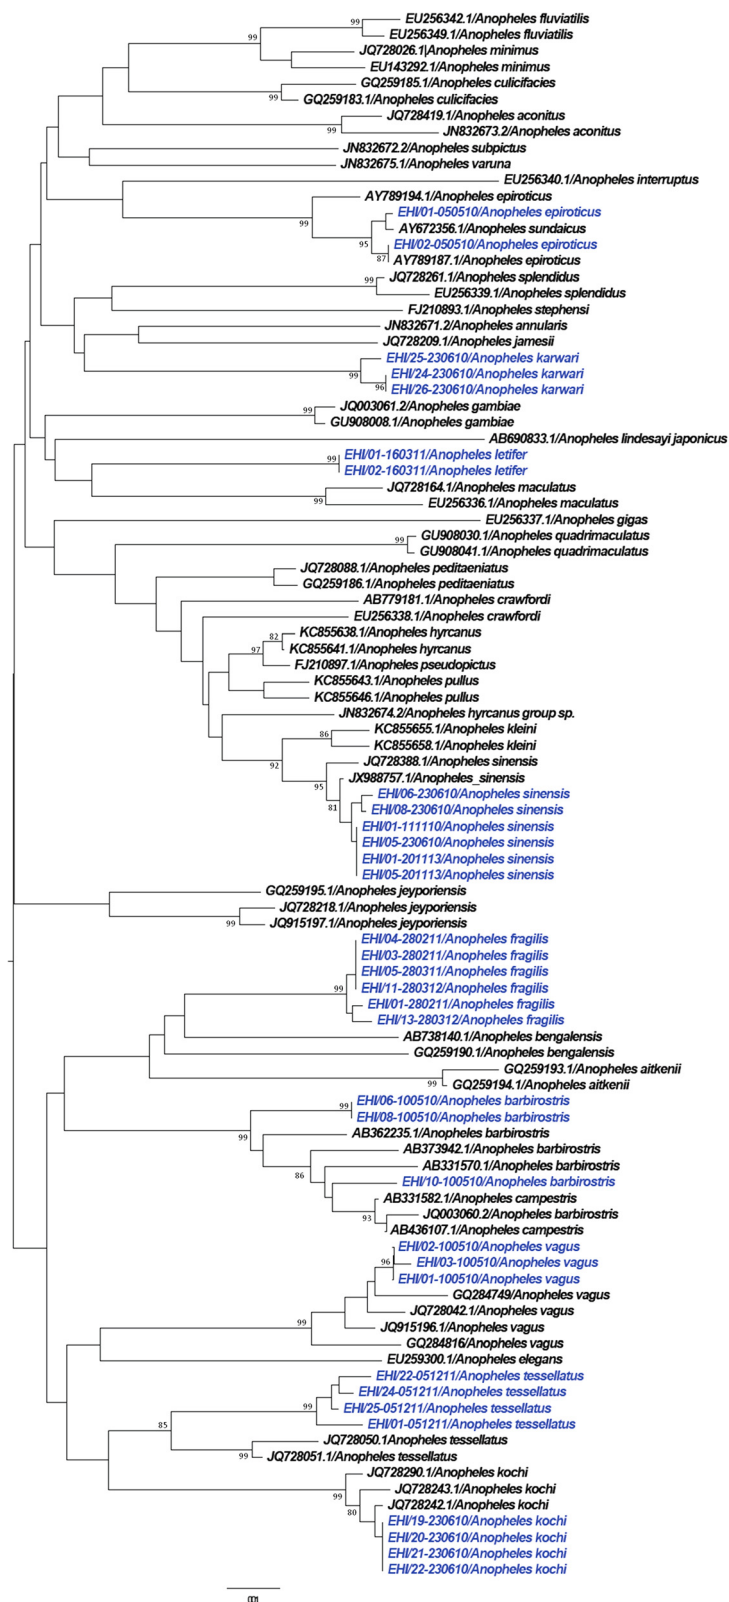 EU256342.1/Anopheles fluviatilis
99
99
EU256349.1/Anopheles fluviatilis
JQ728026.1|Anopheles minimus
EU143292.1/Anopheles minimus
GQ259185.1/Anopheles culicifacies
99
GQ259183.1/Anopheles culicifacies
JQ728419.1/Anopheles aconitus
99
JN832673.2/Anopheles aconitus
JN832672.2/Anopheles subpictus
JN832675.1/Anopheles varuna
EU256340.1/Anopheles interruptus
AY789194.1/Anopheles epiroticus
EHI/01-050510/Anopheles epiroticus
99
AY672356.1/Anopheles sundaicus
95
EHI/02-050510/Anopheles epiroticus
87
AY789187.1/Anopheles epiroticus
99
JQ728261.1/Anopheles splendidus
EU256339.1/Anopheles splendidus
FJ210893.1/Anopheles stephensi
JN832671.2/Anopheles annularis
JQ728209.1/Anopheles jamesii
EHI/25-230610/Anopheles karwari
99
EHI/24-230610/Anopheles karwari
96
EHI/26-230610/Anopheles karwari
99
JQ003061.2/Anopheles gambiae
GU908008.1/Anopheles gambiae
AB690833.1/Anopheles lindesayi japonicus
99
EHI/01-160311/Anopheles letifer
EHI/02-160311/Anopheles letifer
JQ728164.1/Anopheles maculatus
99
EU256336.1/Anopheles maculatus
EU256337.1/Anopheles gigas
99
GU908030.1/Anopheles quadrimaculatus
GU908041.1/Anopheles quadrimaculatus
JQ728088.1/Anopheles peditaeniatus
GQ259186.1/Anopheles peditaeniatus
AB779181.1/Anopheles crawfordi
EU256338.1/Anopheles crawfordi
82
KC855638.1/Anopheles hyrcanus
97
KC855641.1/Anopheles hyrcanus
FJ210897.1/Anopheles pseudopictus
KC855643.1/Anopheles pullus
KC855646.1/Anopheles pullus
JN832674.2/Anopheles hyrcanus group sp.
KC855655.1/Anopheles kleini
86
KC855658.1/Anopheles kleini
92
JQ728388.1/Anopheles sinensis
95
JX988757.1/Anopheles_sinensis
EHI/06-230610/Anopheles sinensis
81
EHI/08-230610/Anopheles sinensis
EHI/01-111110/Anopheles sinensis
EHI/05-230610/Anopheles sinensis
EHI/01-201113/Anopheles sinensis
EHI/05-201113/Anopheles sinensis
GQ259195.1/Anopheles jeyporiensis
JQ728218.1/Anopheles jeyporiensis
99
JQ915197.1/Anopheles jeyporiensis
EHI/04-280211/Anopheles fragilis
EHI/03-280211/Anopheles fragilis
EHI/05-280311/Anopheles fragilis
99
EHI/11-280312/Anopheles fragilis
EHI/01-280211/Anopheles fragilis
EHI/13-280312/Anopheles fragilis
AB738140.1/Anopheles bengalensis
GQ259190.1/Anopheles bengalensis
GQ259193.1/Anopheles aitkenii
99
GQ259194.1/Anopheles aitkenii
EHI/06-100510/Anopheles barbirostris
99
EHI/08-100510/Anopheles barbirostris
99
AB362235.1/Anopheles barbirostris
AB373942.1/Anopheles barbirostris
AB331570.1/Anopheles barbirostris
86
EHI/10-100510/Anopheles barbirostris
AB331582.1/Anopheles campestris
93
JQ003060.2/Anopheles barbirostris
AB436107.1/Anopheles campestris
EHI/02-100510/Anopheles vagus
96
EHI/03-100510/Anopheles vagus
EHI/01-100510/Anopheles vagus
GQ284749/Anopheles vagus
JQ728042.1/Anopheles vagus
99
JQ915196.1/Anopheles vagus
GQ284816/Anopheles vagus
EU259300.1/Anopheles elegans
EHI/22-051211/Anopheles tessellatus
EHI/24-051211/Anopheles tessellatus
99
EHI/25-051211/Anopheles tessellatus
EHI/01-051211/Anopheles tessellatus
85
JQ728050.1Anopheles tessellatus
99
JQ728051.1/Anopheles tessellatus
JQ728290.1/Anopheles kochi
JQ728243.1/Anopheles kochi
99
JQ728242.1/Anopheles kochi
80
EHI/19-230610/Anopheles kochi
EHI/20-230610/Anopheles kochi
EHI/21-230610/Anopheles kochi
EHI/22-230610/Anopheles kochi
0.01